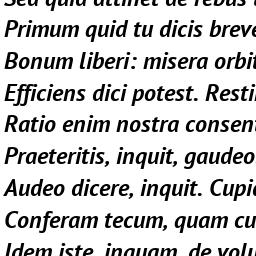 Sed quid attinet de rebus
Primum quid tu dicis breve
Bonum liberi: misera orbit
Efficiens dici potest. Resti
Ratio enim nostra consent
Praeteritis, inquit, gaudeo
Audeo dicere, inquit. Cupid
Conferam tecum, quam cu
Idem iste, inquam, de volu